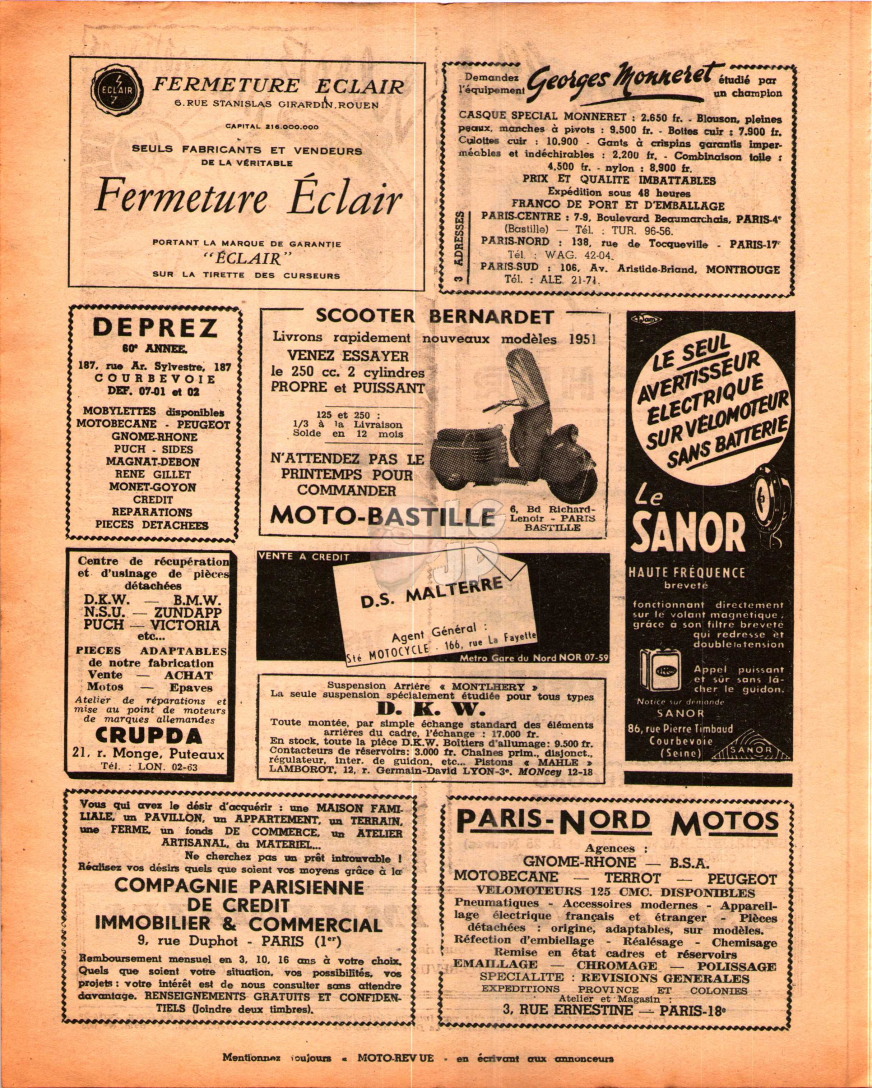 ECLAIR
FERMETURE ECLAIR
6.RUE STANISLAS GIRARDIN.ROUEN
CAPITAL 216.000.000
SEULS FABRICANTS ET VENDEURS
DE LA VÉRITABLE
Fermeture Éclair
PORTANT LA MARQUE DE GARANTIE
"ÉCLAIR"
SUR LA TIRETTE DES CURSEURS
Demandez l'équipement Georges Monneret étudié par un champion
CASQUE SPECIAL MONNERET : 2.650 fr. - Blouson, pleines
peaux, manches à pivots : 9.500 fr. - Bottes cuir : 7.900 fr.
Culottes cuir : 10.900 - Gants à crispins garantis imper-
méables et indéchirables : 2,200 fr. - Combinaison toile :
4,500 fr. - nylon : 8,900 fr.
PRIX ET QUALITE IMBATTABLES
Expédition sous 48 heures
FRANCO DE PORT ET D'EMBALLAGE
3 ADRESSES
PARIS-CENTRE : 7-9, Boulevard Beaumarchais, PARIS-4e
(Bastille) — Tél. : TUR. 96-56.
PARIS-NORD : 138, rue de Tocqueville - PARIS-17e
Tél. : WAG. 42-04.
PARIS-SUD : 106, Av. Aristide-Briand, MONTROUGE
Tél. : ALE. 21-71.
DEPREZ
60e ANNEE.
187, rue Ar. Sylvestre, 187
COURBEVOIE
DEF. 07-01 et 02
MOBYLETTES disponibles
MOTOBECANE - PEUGEOT
GNOME-RHONE
PUCH - SIDES
MAGNAT-DEBON
RENE GILLET
MONET-GOYON
CREDIT
REPARATIONS
PIECES DETACHEES
SCOOTER BERNARDET
Livrons rapidement nouveaux modèles 1951
VENEZ ESSAYER
le 250 cc. 2 cylindres
PROPRE et PUISSANT
125 et 250 :
1/3 à la Livraison
Solde en 12 mois
N'ATTENDEZ PAS LE
PRINTEMPS POUR
COMMANDER
MOTO-BASTILLE
6, Bd Richard-
Lenoir - PARIS
BASTILLE
LE SEUL
AVERTISSEUR
ELECTRIQUE
SUR VÉLOMOTEUR
SANS BATTERIE
Le
SANOR
HAUTE FRÉQUENCE
breveté
fonctionnant directement
sur le volant magnétique,
grâce à son filtre breveté
qui redresse et
double la tension
Appel puissant
et sûr sans lâ-
cher le guidon.
Notice sur demande
SANOR
86, rue Pierre Timbaud
Courbevoie
(Seine)
SANOR
Centre de récupération
et d'usinage de pièces
détachées
D.K.W. — B.M.W.
N.S.U. — ZUNDAPP
PUCH — VICTORIA
etc...
PIECES ADAPTABLES
de notre fabrication
Vente — ACHAT
Motos — Epaves
Atelier de réparations et
mise au point de moteurs
de marques allemandes
CRUPDA
21, r. Monge, Puteaux
Tél. : LON. 02-63
VENTE A CREDIT
D.S. MALTERRE
Agent Général :
Sté MOTOCYCLE - 166, rue La Fayette
Metro Gare du Nord NOR 07-59
Suspension Arrière « MONTLHERY »
La seule suspension spécialement étudiée pour tous types
D. K. W.
Toute montée, par simple échange standard des éléments
arrières du cadre, l'échange : 17.000 fr.
En stock, toute la pièce D.K.W. Boîtiers d'allumage: 9.500 fr.
Contacteurs de réservoirs: 3.000 fr. Chaînes prim., disjonct.,
régulateur, inter. de guidon, etc... Pistons « MAHLE »
LAMBOROT, 12, r. Germain-David LYON-3e. MONcey 12-18
Vous qui avez le désir d'acquérir : une MAISON FAMI-
LIALE, un PAVILLON, un APPARTEMENT, un TERRAIN,
une FERME, un fonds DE COMMERCE, un ATELIER
ARTISANAL, du MATERIEL...
Ne cherchez pas un prêt introuvable !
Réalisez vos désirs quels que soient vos moyens grâce à la
COMPAGNIE PARISIENNE
DE CREDIT
IMMOBILIER & COMMERCIAL
9, rue Duphot - PARIS (1er)
Remboursement mensuel en 3, 10, 16 ans à votre choix.
Quels que soient votre situation, vos possibilités, vos
projets : votre intérêt est de nous consulter sans attendre
davantage. RENSEIGNEMENTS GRATUITS ET CONFIDEN-
TIELS (Joindre deux timbres).
PARIS-NORD MOTOS
Agences :
GNOME-RHONE — B.S.A.
MOTOBECANE — TERROT — PEUGEOT
VELOMOTEURS 125 CMC. DISPONIBLES
Pneumatiques - Accessoires modernes - Appareil-
lage électrique français et étranger - Pièces
détachées : origine, adaptables, sur modèles.
Réfection d'embiellage - Réalésage - Chemisage
Remise en état cadres et réservoirs
EMAILLAGE — CHROMAGE — POLISSAGE
SPECIALITE : REVISIONS GENERALES
EXPEDITIONS PROVINCE ET COLONIES
Atelier et Magasin :
3, RUE ERNESTINE — PARIS-18e
Mentionnez toujours « MOTO-REVUE » en écrivant aux annonceurs